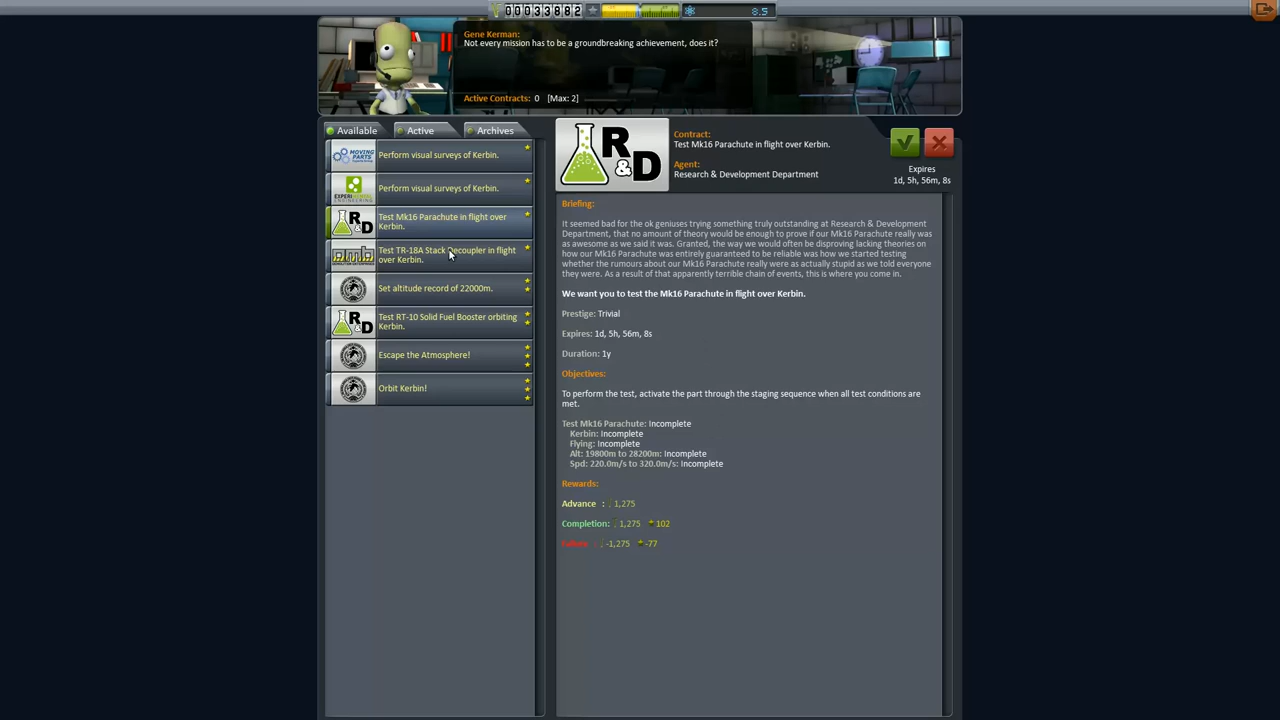 00033882
8.5
Gene Kerman:
Not every mission has to be a groundbreaking achievement, does it?
Active Contracts: 0 [Max: 2]
Available
Active
Archives
MOVING
PARTS
Perform visual surveys of Kerbin.
Perform visual surveys of Kerbin.
R&D
Test Mk16 Parachute in flight over
Kerbin.
Test TR-18A Stack Decoupler in flight
over Kerbin.
Set altitude record of 22000m.
R&D
Test RT-10 Solid Fuel Booster orbiting
Kerbin.
Escape the Atmosphere!
Orbit Kerbin!
R&D
Contract:
Test Mk16 Parachute in flight over Kerbin.
Agent:
Research & Development Department
Expires
1d, 5h, 56m, 8s
Briefing:
It seemed bad for the ok geniuses trying something truly outstanding at Research & Development
Department, that no amount of theory would be enough to prove if our Mk16 Parachute really was
as awesome as we said it was. Granted, the way we would often be disproving lacking theories on
how our Mk16 Parachute was entirely guaranteed to be reliable was how we started testing
whether the rumours about our Mk16 Parachute really were as actually stupid as we told everyone
they were. As a result of that apparently terrible chain of events, this is where you come in.
We want you to test the Mk16 Parachute in flight over Kerbin.
Prestige: Trivial
Expires: 1d, 5h, 56m, 8s
Duration: 1y
Objectives:
To perform the test, activate the part through the staging sequence when all test conditions are
met.
Test Mk16 Parachute: Incomplete
Kerbin: Incomplete
Flying: Incomplete
Alt: 19800m to 28200m: Incomplete
Spd: 220.0m/s to 320.0m/s: Incomplete
Rewards:
Advance : 1,275
Completion: 1,275 102
Failure: -1,275 -77